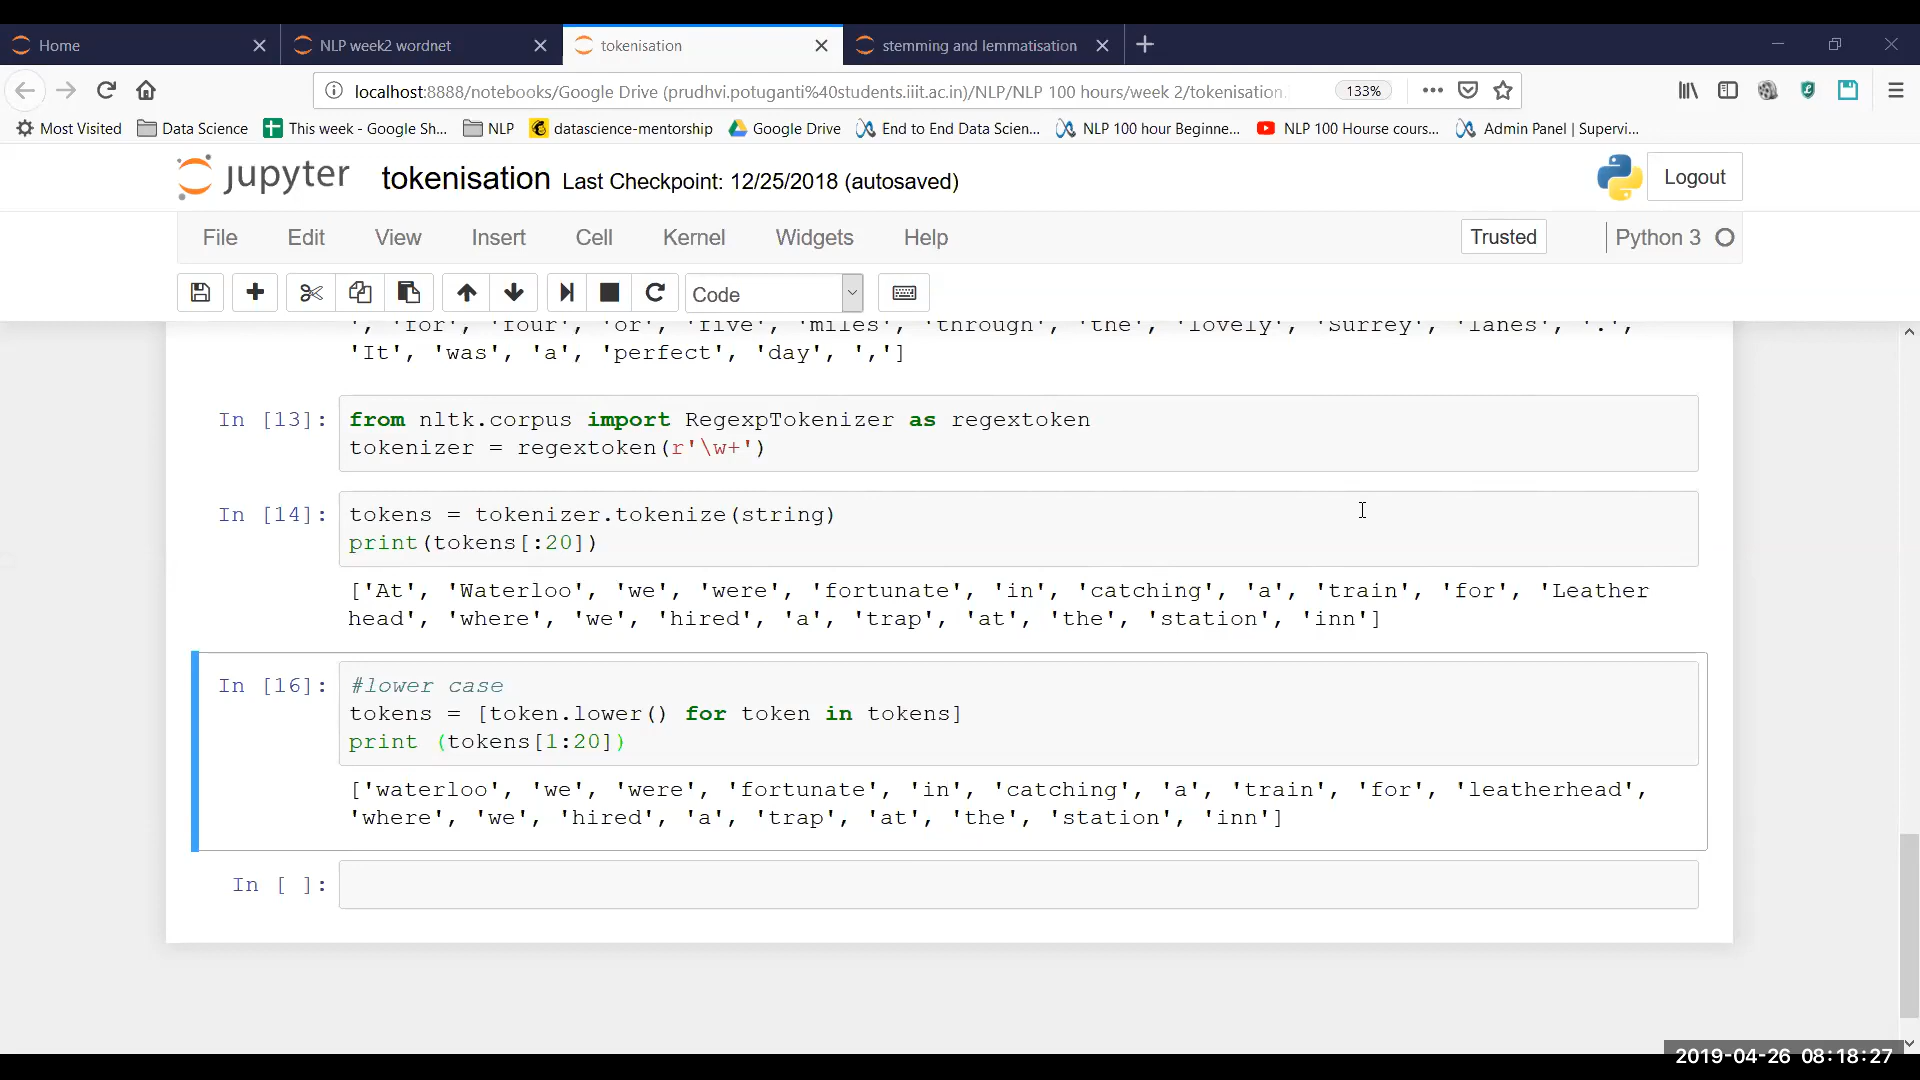 Home
NLP week2 wordnet
tokenisation
stemming and lemmatisation
localhost:8888/notebooks/Google Drive (prudhvi.potuganti%40students.iiit.ac.in)/NLP/NLP 100 hours/week 2/tokenisation.
133%
Most Visited
Data Science
This week - Google Sh...
NLP
datascience-mentorship
Google Drive
End to End Data Scien...
NLP 100 hour Beginne...
NLP 100 Hourse cours...
Admin Panel | Supervi...
jupyter
tokenisation Last Checkpoint: 12/25/2018 (autosaved)
Logout
File Edit View Insert Cell Kernel Widgets Help
Trusted
Python 3
Code
', 'for', 'four', 'or', 'five', 'miles', 'through', 'the', 'lovely', 'Surrey', 'lanes', '.',
'It', 'was', 'a', 'perfect', 'day', ',']
In [13]: from nltk.corpus import RegexpTokenizer as regextoken
tokenizer = regextoken(r'\w+')
In [14]: tokens = tokenizer.tokenize(string)
print(tokens[:20])
['At', 'Waterloo', 'we', 'were', 'fortunate', 'in', 'catching', 'a', 'train', 'for', 'Leather
head', 'where', 'we', 'hired', 'a', 'trap', 'at', 'the', 'station', 'inn']
In [16]: #lower case
tokens = [token.lower() for token in tokens]
print (tokens[1:20])
['waterloo', 'we', 'were', 'fortunate', 'in', 'catching', 'a', 'train', 'for', 'leatherhead',
'where', 'we', 'hired', 'a', 'trap', 'at', 'the', 'station', 'inn']
In [ ]:
2019-04-26 08:18:27